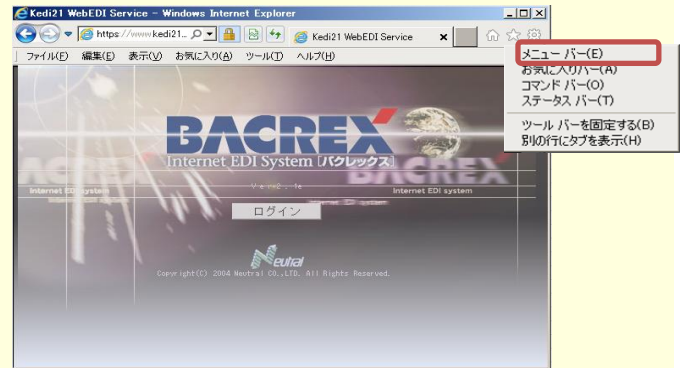 Kedi21 WebEDI Service - Windows Internet Explorer
https://www.kedi21...
Kedi21 WebEDI Service
ファイル(F) 編集(E) 表示(V) お気に入り(A) ツール(T) ヘルプ(H)
メニュー バー(E)
お気に入りバー(A)
コマンド バー(O)
ステータス バー(T)
ツール バーを固定する(B)
別の行にタブを表示(H)
BACREX
Internet EDI System [バクレックス]
BACREX
Internet EDI system
Internet EDI system
ログイン
Neutral
Copyright(C) 2004 Neutral CO.,LTD, All Rights Reserved.